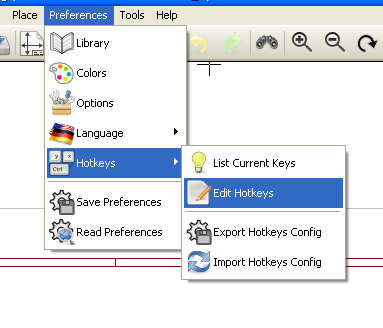 Place Preferences Tools Help
Library
Colors
Options
Language
y x
Ctrl
Hotkeys
List Current Keys
Edit Hotkeys
Save Preferences
Export Hotkeys Config
Read Preferences
Import Hotkeys Config